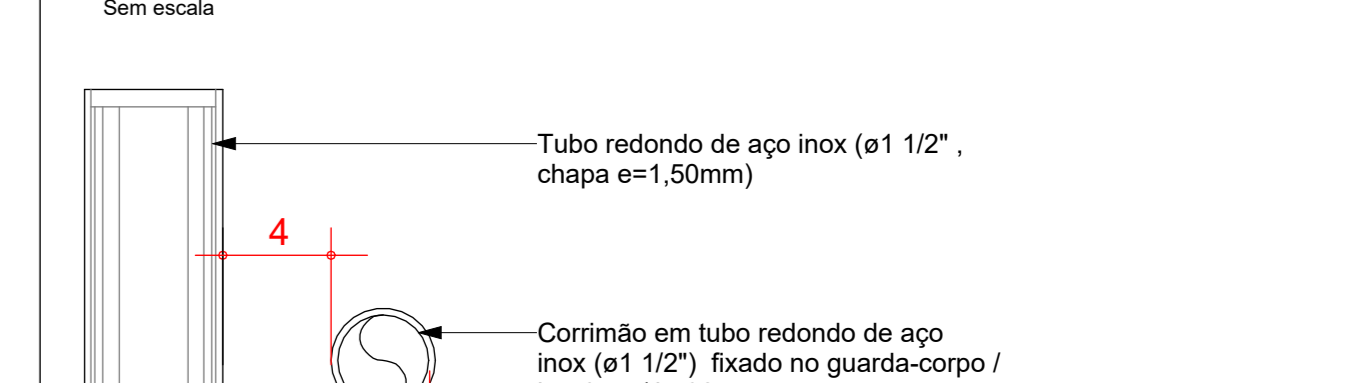 Sem escala
Tubo redondo de aço inox (ø1 1/2" ,
chapa e=1,50mm)
4
Corrimão em tubo redondo de aço
inox (ø1 1/2") fixado no guarda-corpo /